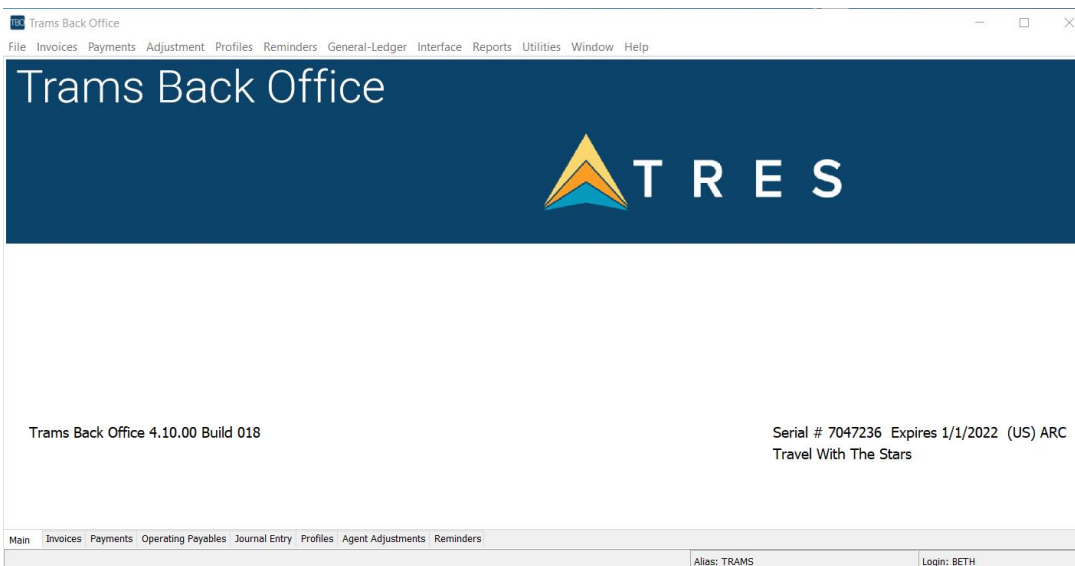 TBO Trams Back Office
File Invoices Payments Adjustment Profiles Reminders General-Ledger Interface Reports Utilities Window Help
Trams Back Office
TRES
Trams Back Office 4.10.00 Build 018
Serial # 7047236 Expires 1/1/2022 (US) ARC
Travel With The Stars
Main Invoices Payments Operating Payables Journal Entry Profiles Agent Adjustments Reminders
Alias: TRAMS Login: BETH